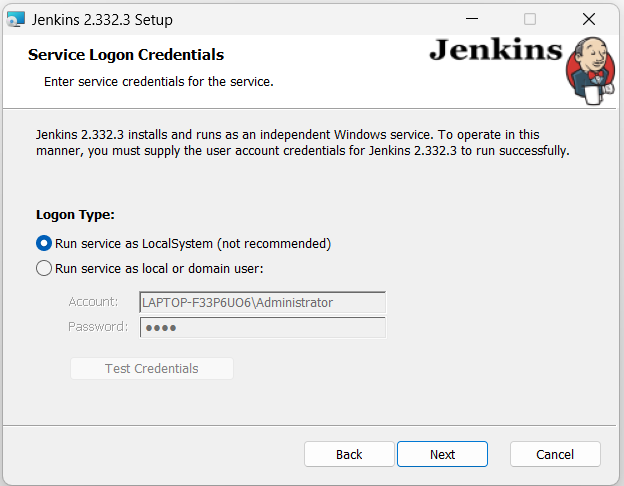 Jenkins 2.332.3 Setup
Service Logon Credentials
Enter service credentials for the service.
Jenkins
Jenkins 2.332.3 installs and runs as an independent Windows service. To operate in this
manner, you must supply the user account credentials for Jenkins 2.332.3 to run successfully.
Logon Type:
Run service as LocalSystem (not recommended)
Run service as local or domain user:
Account: LAPTOP-F33P6UO6\Administrator
Password: ●●●●
Test Credentials
Back Next Cancel